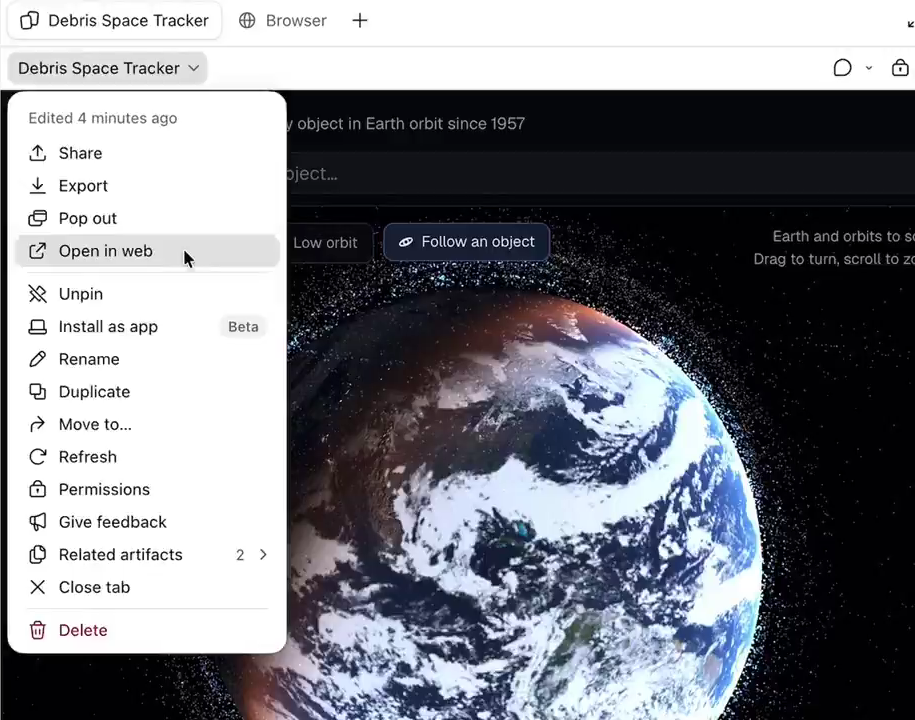 Debris Space Tracker
Browser
Debris Space Tracker
Edited 4 minutes ago
Share
Export
Pop out
Open in web
Unpin
Install as app Beta
Rename
Duplicate
Move to...
Refresh
Permissions
Give feedback
Related artifacts 2
Close tab
Delete
y object in Earth orbit since 1957
bject...
Low orbit
Follow an object
Earth and orbits to sc
Drag to turn, scroll to zo